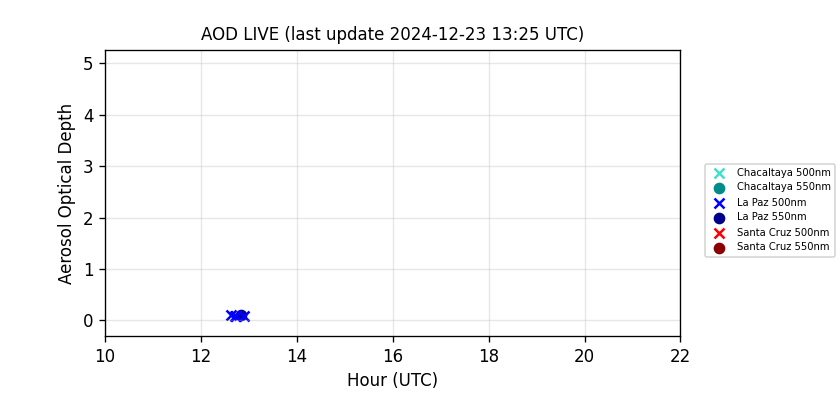 AOD LIVE (last update 2024-12-23 13:25 UTC)
5
4
3
2
1
0
Aerosol Optical Depth
10 12 14 16 18 20 22
Hour (UTC)
Chacaltaya 500nm
Chacaltaya 550nm
La Paz 500nm
La Paz 550nm
Santa Cruz 500nm
Santa Cruz 550nm